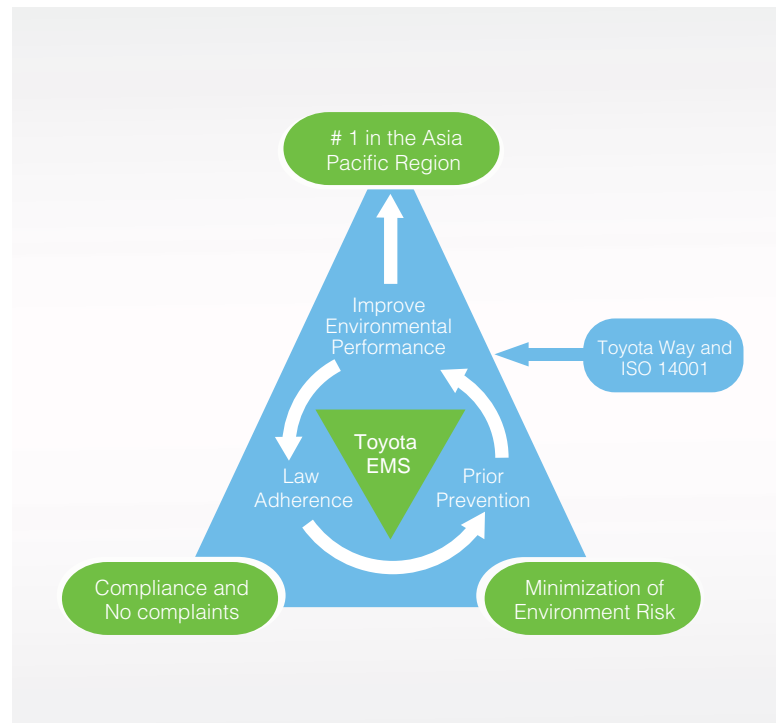 # 1 in the Asia
Pacific Region
Improve
Environmental
Performance
Toyota Way and
ISO 14001
Toyota
EMS
Law
Adherence
Prior
Prevention
Compliance and
No complaints
Minimization of
Environment Risk